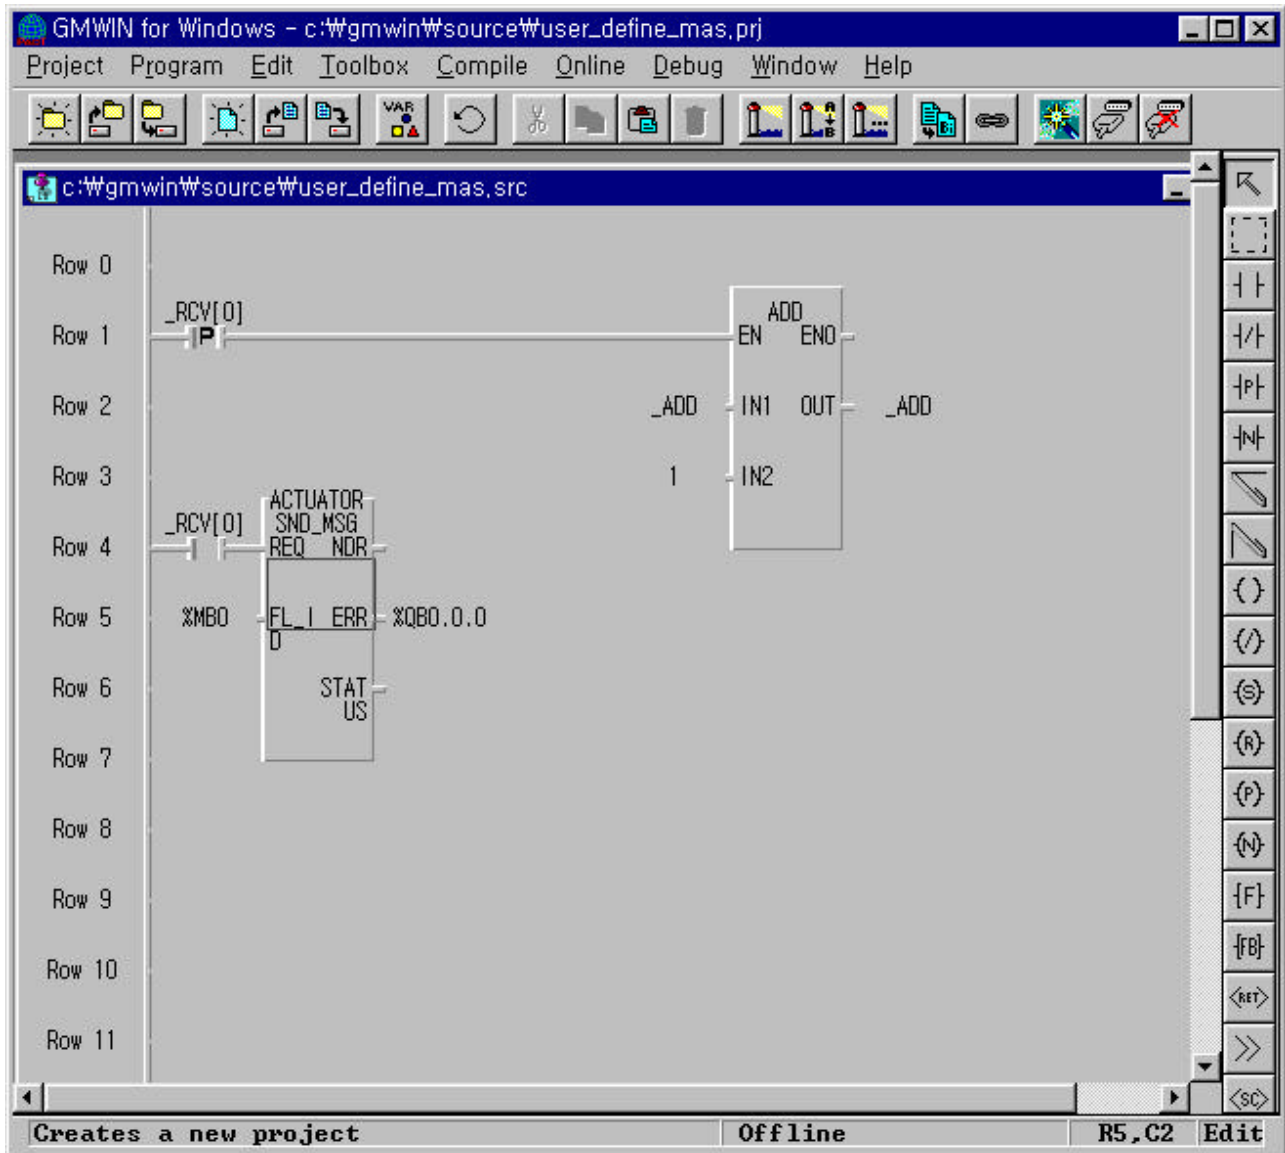 GMWIN for Windows - c:₩gmwin₩source₩user_define_mas,prj
Project Program Edit Toolbox Compile Online Debug Window Help
VAR
A
B
Bi
c:₩gmwin₩source₩user_define_mas,src
Row 0
_RCV[0]
ADD
Row 1 P EN ENO
Row 2 _ADD IN1 OUT _ADD
Row 3 1 IN2
ACTUATOR
_RCV[0] SND_MSG
Row 4 REQ NDR
Row 5 %MB0 FL_I ERR %QB0.0.0
D
Row 6 STAT
US
Row 7
Row 8
Row 9
Row 10
Row 11
P
N
( )
(/)
(S)
(R)
(P)
(N)
{F}
{FB}
<RET>
>>
<SC>
Creates a new project Offline R5,C2 Edit